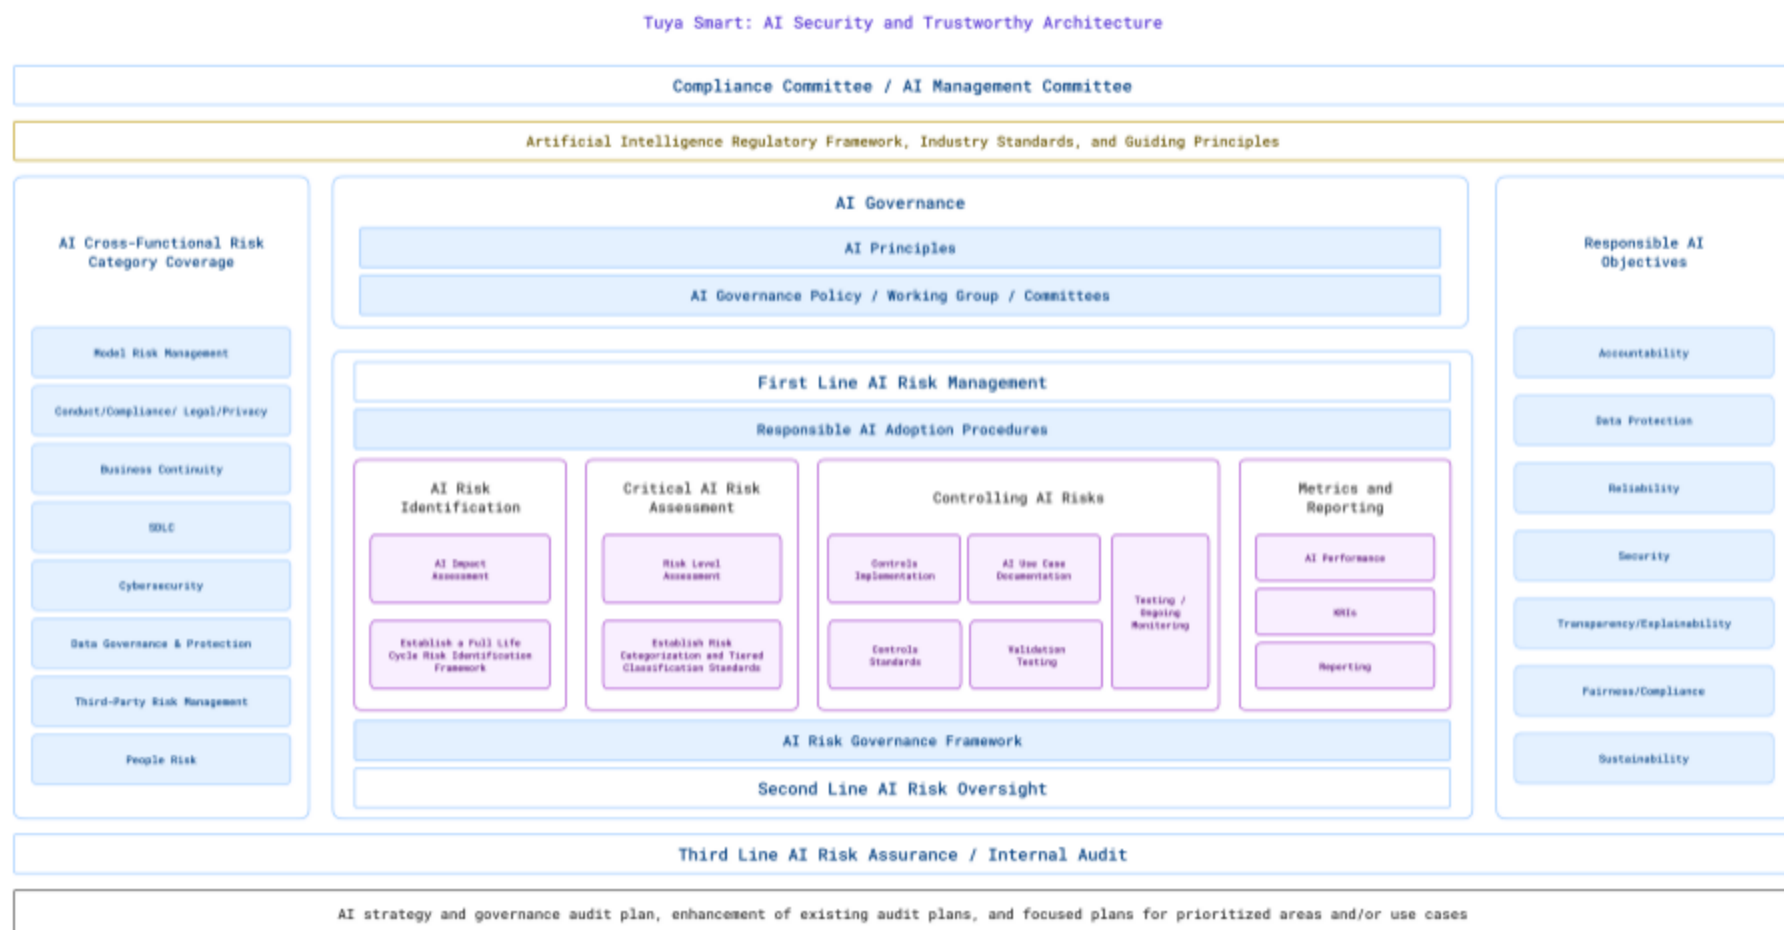 Tuya Smart: AI Security and Trustworthy Architecture
Compliance Committee / AI Management Committee
Artificial Intelligence Regulatory Framework, Industry Standards, and Guiding Principles
AI Cross-Functional Risk
Category Coverage
Model Risk Management
Conduct/Compliance/ Legal/Privacy
Business Continuity
SDLC
Cybersecurity
Data Governance & Protection
Third-Party Risk Management
People Risk
AI Governance
AI Principles
AI Governance Policy / Working Group / Committees
First Line AI Risk Management
Responsible AI Adoption Procedures
AI Risk
Identification
AI Impact
Assessment
Establish a Full Life
Cycle Risk Identification
Framework
Critical AI Risk
Assessment
Risk Level
Assessment
Establish Risk
Categorization and Tiered
Classification Standards
Controlling AI Risks
Controls
Implementation
AI Use Case
Documentation
Controls
Standards
Validation
Testing
Testing /
Ongoing
Monitoring
Metrics and
Reporting
AI Performance
KRIs
Reporting
AI Risk Governance Framework
Second Line AI Risk Oversight
Responsible AI
Objectives
Accountability
Data Protection
Reliability
Security
Transparency/Explainability
Fairness/Compliance
Sustainability
Third Line AI Risk Assurance / Internal Audit
AI strategy and governance audit plan, enhancement of existing audit plans, and focused plans for prioritized areas and/or use cases